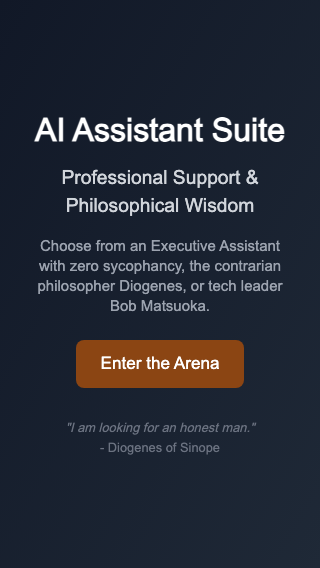 AI Assistant Suite
Professional Support &
Philosophical Wisdom
Choose from an Executive Assistant
with zero sycophancy, the contrarian
philosopher Diogenes, or tech leader
Bob Matsuoka.
Enter the Arena
"I am looking for an honest man."
- Diogenes of Sinope